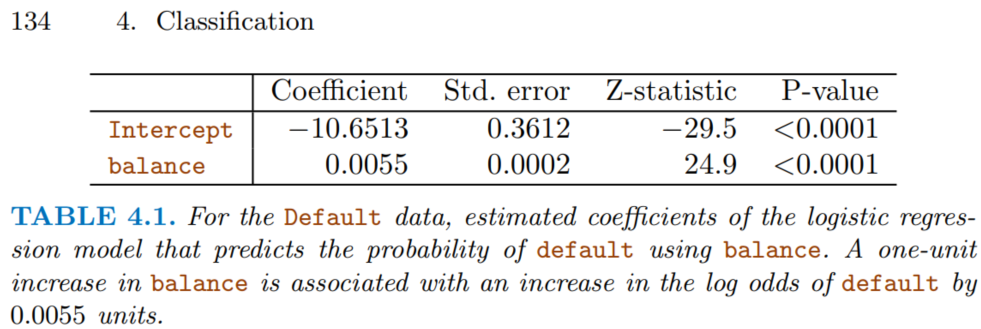 134 4. Classification
Coefficient Std. error Z-statistic P-value
Intercept −10.6513 0.3612 −29.5 <0.0001
balance 0.0055 0.0002 24.9 <0.0001
TABLE 4.1. For the Default data, estimated coefficients of the logistic regres-
sion model that predicts the probability of default using balance. A one-unit
increase in balance is associated with an increase in the log odds of default by
0.0055 units.